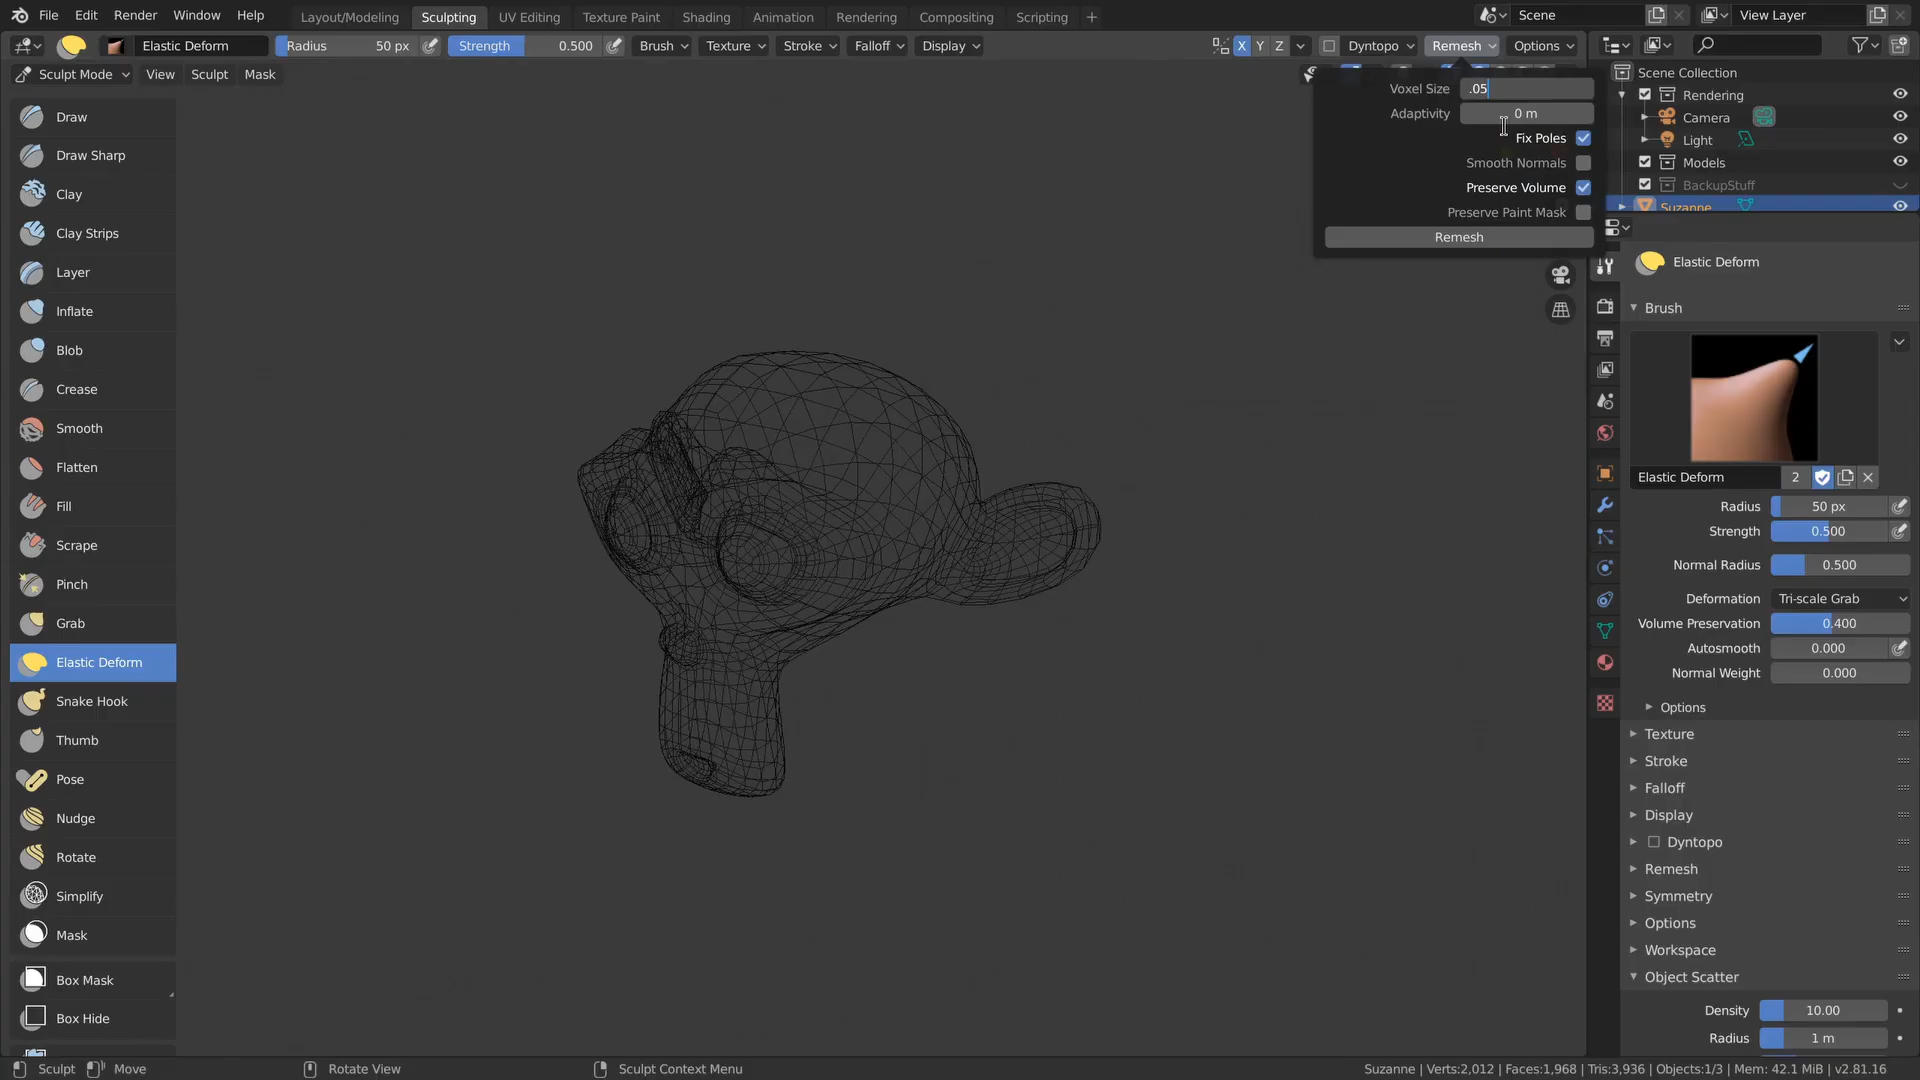 File Edit Render Window Help Layout/Modeling Sculpting UV Editing Texture Paint Shading Animation Rendering Compositing Scripting + Scene View Layer
Elastic Deform Radius 50 px Strength 0.500 Brush Texture Stroke Falloff Display X Y Z Dyntopo Remesh Options
Sculpt Mode View Sculpt Mask
Draw
Draw Sharp
Clay
Clay Strips
Layer
Inflate
Blob
Crease
Smooth
Flatten
Fill
Scrape
Pinch
Grab
Elastic Deform
Snake Hook
Thumb
Pose
Nudge
Rotate
Simplify
Mask
Box Mask
Box Hide
Voxel Size .05
Adaptivity 0 m
Fix Poles
Smooth Normals
Preserve Volume
Preserve Paint Mask
Remesh
Scene Collection
Rendering
Camera
Light
Models
BackupStuff
Suzanne
Elastic Deform
Brush
Elastic Deform 2
Radius 50 px
Strength 0.500
Normal Radius 0.500
Deformation Tri-scale Grab
Volume Preservation 0.400
Autosmooth 0.000
Normal Weight 0.000
Options
Texture
Stroke
Falloff
Display
Dyntopo
Remesh
Symmetry
Options
Workspace
Object Scatter
Density 10.00
Radius 1 m
Sculpt Move Rotate View Sculpt Context Menu Suzanne | Verts:2,012 | Faces:1,968 | Tris:3,936 | Objects:1/3 | Mem: 42.1 MiB | v2.81.16